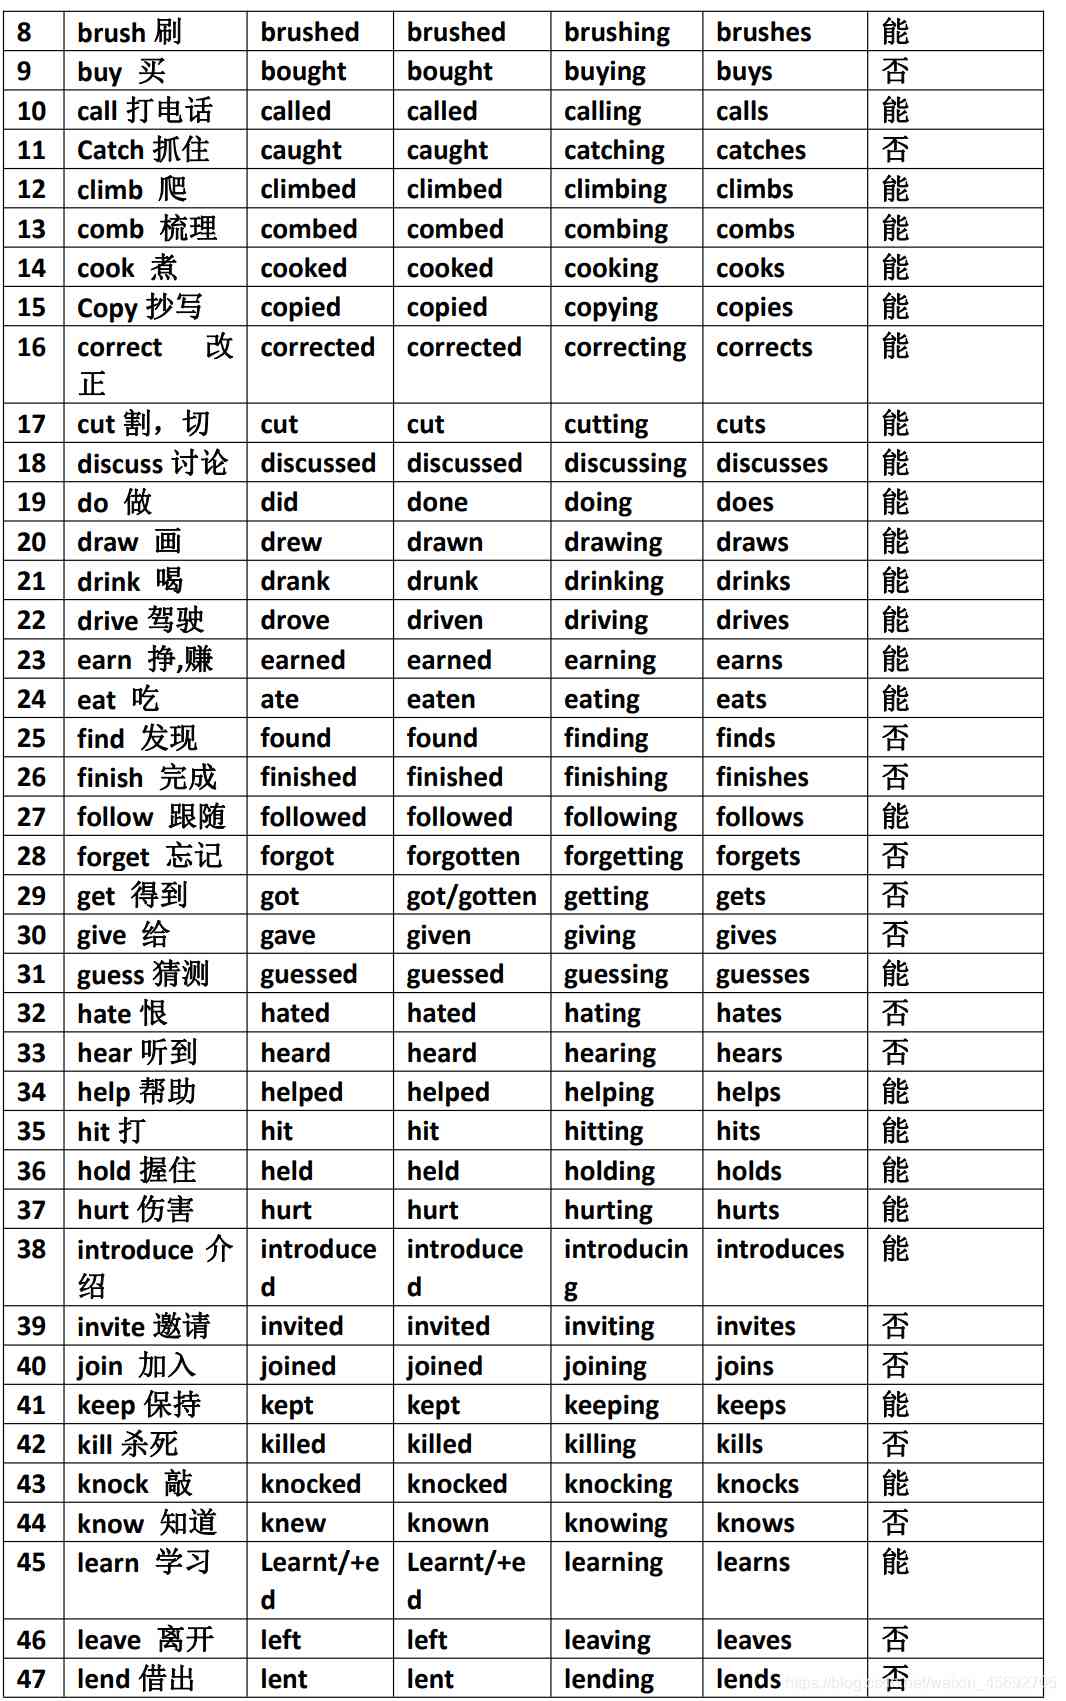 8 brush 刷 brushed brushed brushing brushes 能
9 buy 买 bought bought buying buys 否
10 call 打电话 called called calling calls 能
11 Catch 抓住 caught caught catching catches 否
12 climb 爬 climbed climbed climbing climbs 能
13 comb 梳理 combed combed combing combs 能
14 cook 煮 cooked cooked cooking cooks 能
15 Copy 抄写 copied copied copying copies 能
16 correct 改 corrected corrected correcting corrects 能
正
17 cut 割，切 cut cut cutting cuts 能
18 discuss 讨论 discussed discussed discussing discusses 能
19 do 做 did done doing does 能
20 draw 画 drew drawn drawing draws 能
21 drink 喝 drank drunk drinking drinks 能
22 drive 驾驶 drove driven driving drives 能
23 earn 挣,赚 earned earned earning earns 能
24 eat 吃 ate eaten eating eats 能
25 find 发现 found found finding finds 否
26 finish 完成 finished finished finishing finishes 否
27 follow 跟随 followed followed following follows 能
28 forget 忘记 forgot forgotten forgetting forgets 否
29 get 得到 got got/gotten getting gets 否
30 give 给 gave given giving gives 否
31 guess 猜测 guessed guessed guessing guesses 能
32 hate 恨 hated hated hating hates 否
33 hear 听到 heard heard hearing hears 否
34 help 帮助 helped helped helping helps 能
35 hit 打 hit hit hitting hits 能
36 hold 握住 held held holding holds 能
37 hurt 伤害 hurt hurt hurting hurts 能
38 introduce 介 introduce introduce introducin introduces 能
绍 d d g
39 invite 邀请 invited invited inviting invites 否
40 join 加入 joined joined joining joins 否
41 keep 保持 kept kept keeping keeps 能
42 kill 杀死 killed killed killing kills 否
43 knock 敲 knocked knocked knocking knocks 能
44 know 知道 knew known knowing knows 否
45 learn 学习 Learnt/+e Learnt/+e learning learns 能
d d
46 leave 离开 left left leaving leaves 否
47 lend 借出 lent lent lending lends 否